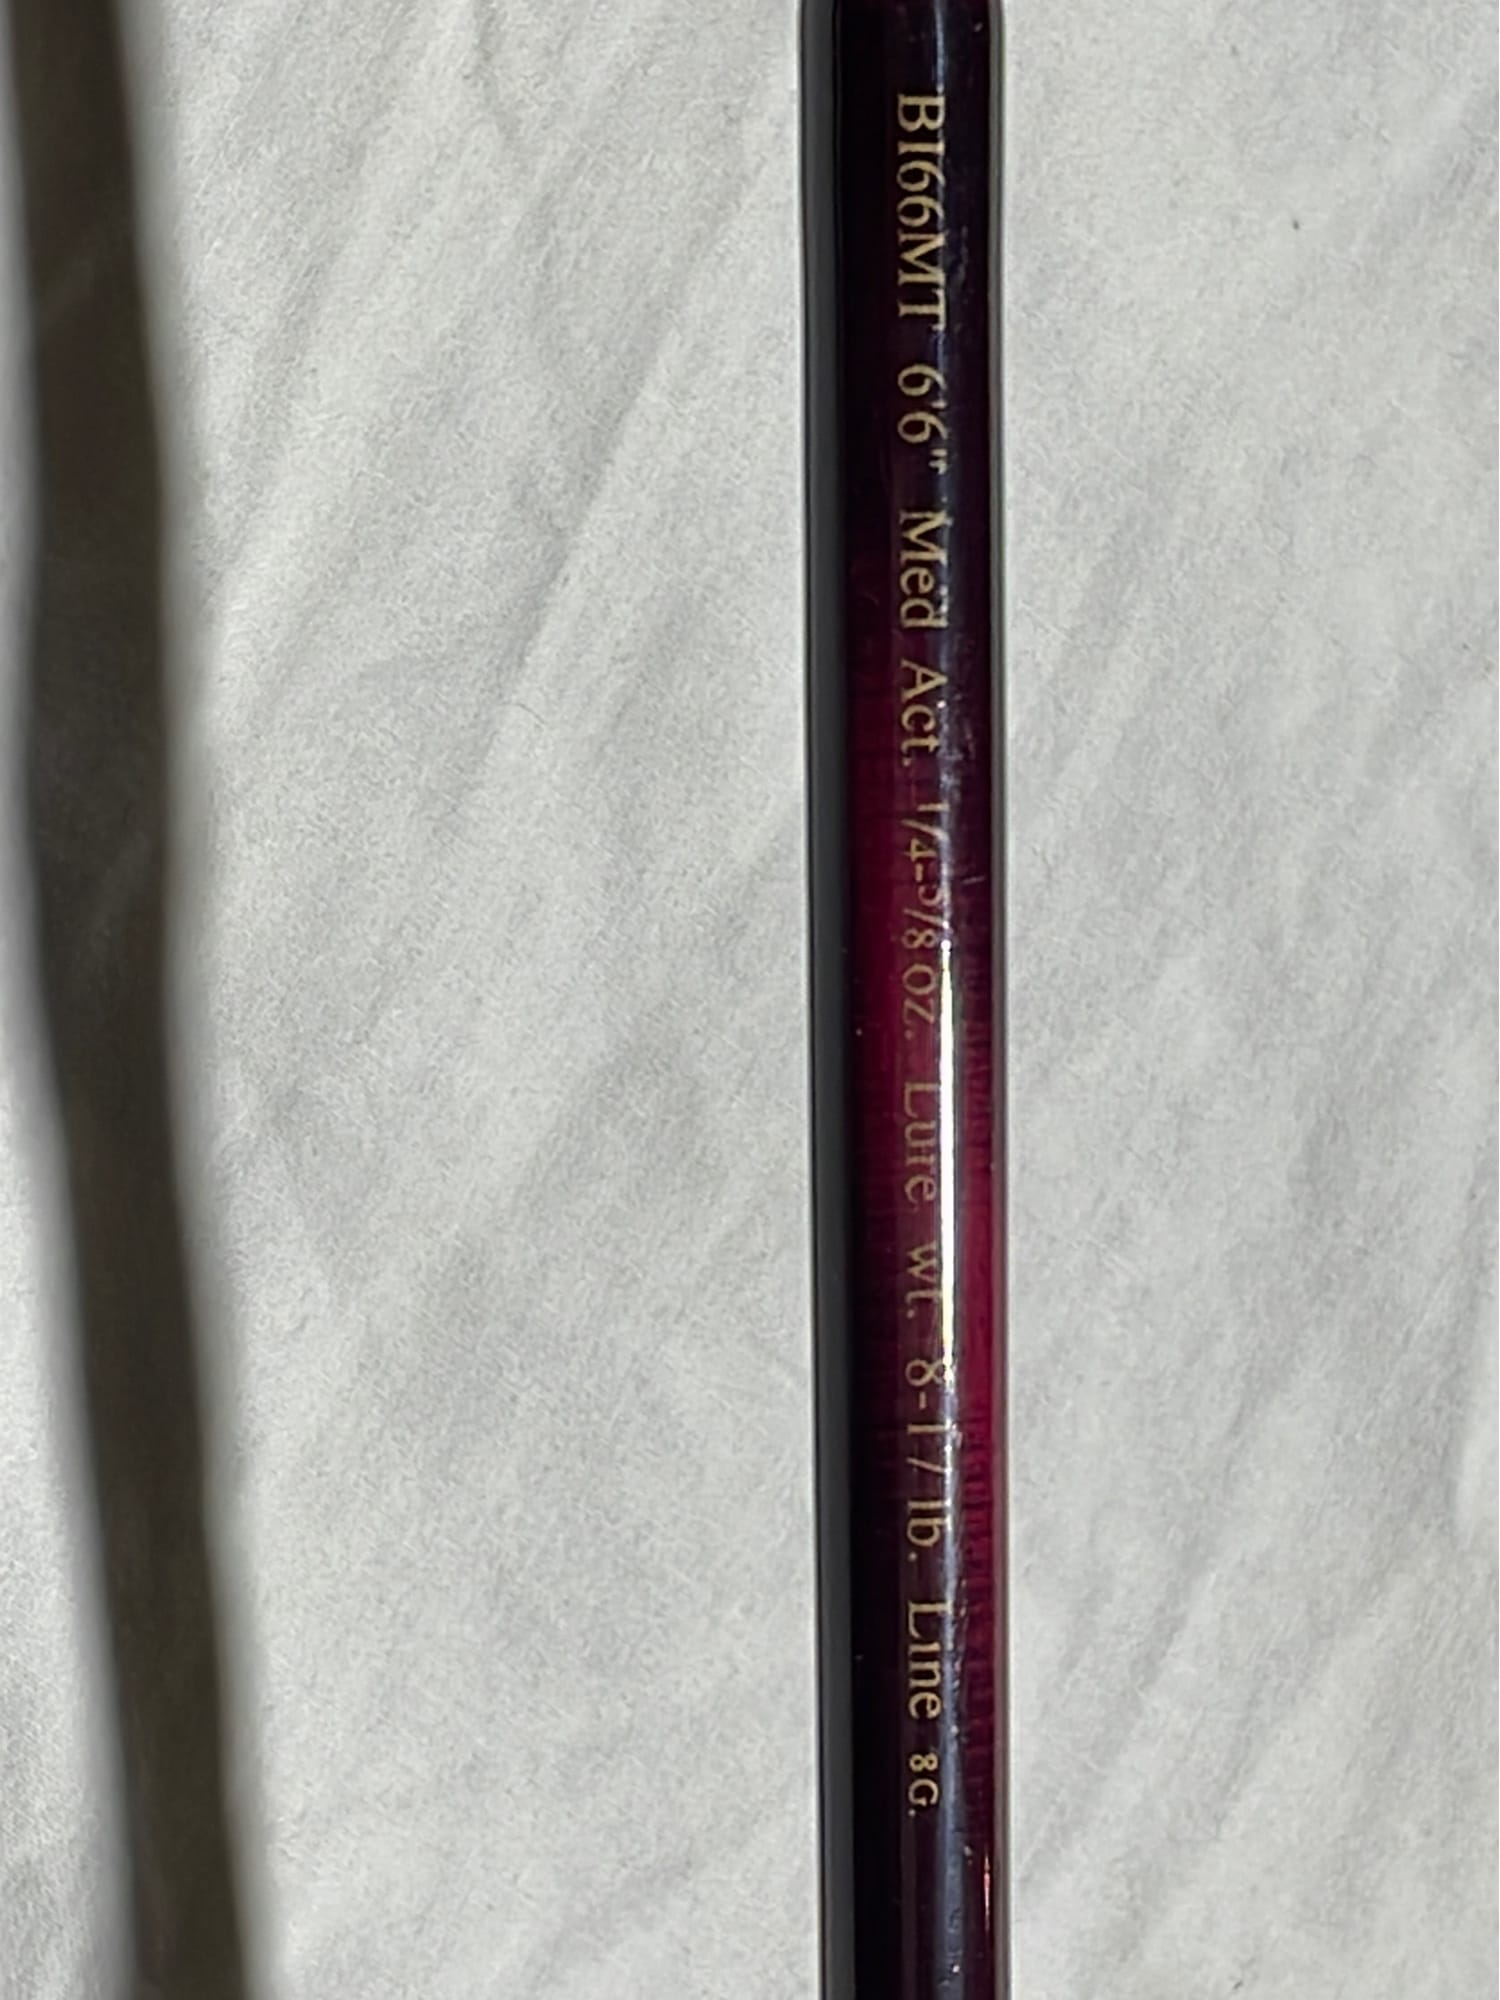 BI66MT 6'6" Med Act. 1/4-5/8 oz. Lure wt. 8-17 lb. Line 8G.